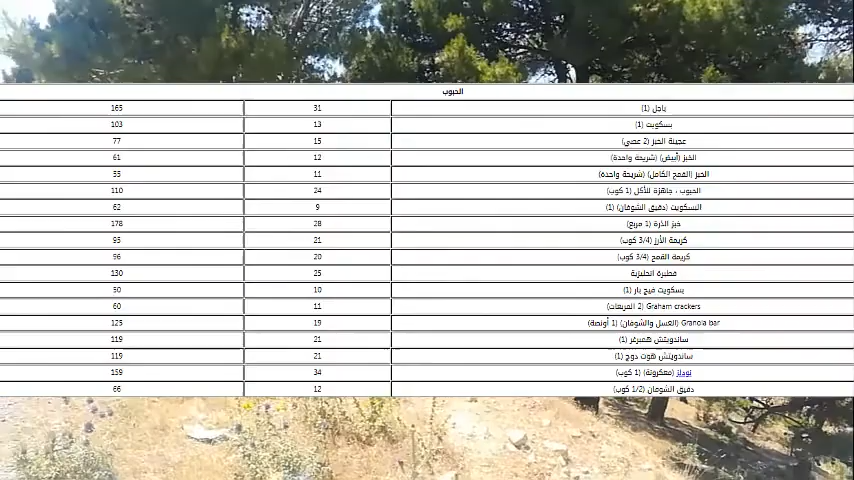 الحبوب
باجل (1) 31 165
بسكويت (1) 13 103
عجينة الخبز (2 عصي) 15 77
الخبز (أبيض) (شريحة واحدة) 12 61
الخبز (القمح الكامل) (شريحة واحدة) 11 55
الحبوب ، جاهزة للأكل (1 كوب) 24 110
البسكويت (دقيق الشوفان) (1) 9 62
خبز الذرة (1 مربع) 28 178
كريمة الأرز (3/4 كوب) 21 95
كريمة القمح (3/4 كوب) 20 96
فطيرة انجليزية 25 130
بسكويت فيج بار (1) 10 50
Graham crackers (2 المربعات) 11 60
Granola bar (العسل والشوفان) (1 أونصة) 19 125
ساندويتش همبرغر (1) 21 119
ساندويتش هوت دوج (1) 21 119
نودلز (معكرونة) (1 كوب) 34 159
دقيق الشوفان (1/2 كوب) 12 66